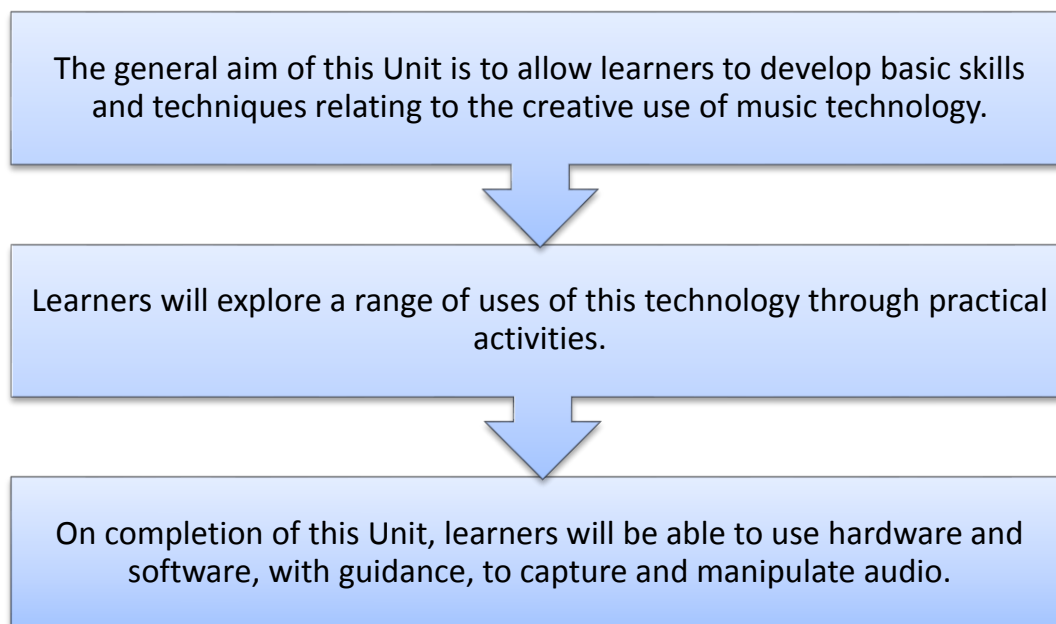 The general aim of this Unit is to allow learners to develop basic skills
and techniques relating to the creative use of music technology.
Learners will explore a range of uses of this technology through practical
activities.
On completion of this Unit, learners will be able to use hardware and
software, with guidance, to capture and manipulate audio.